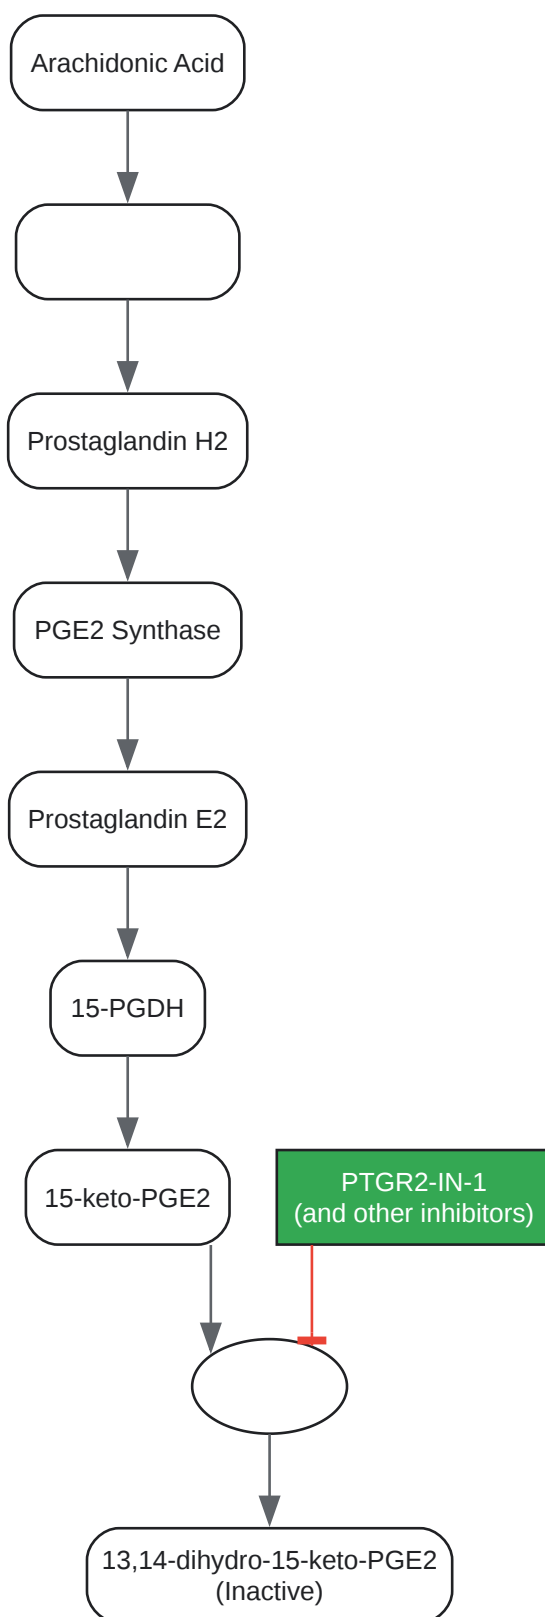 Arachidonic Acid
Prostaglandin H2
PGE2 Synthase
Prostaglandin E2
15-PGDH
15-keto-PGE2
PTGR2-IN-1
(and other inhibitors)
13,14-dihydro-15-keto-PGE2
(Inactive)